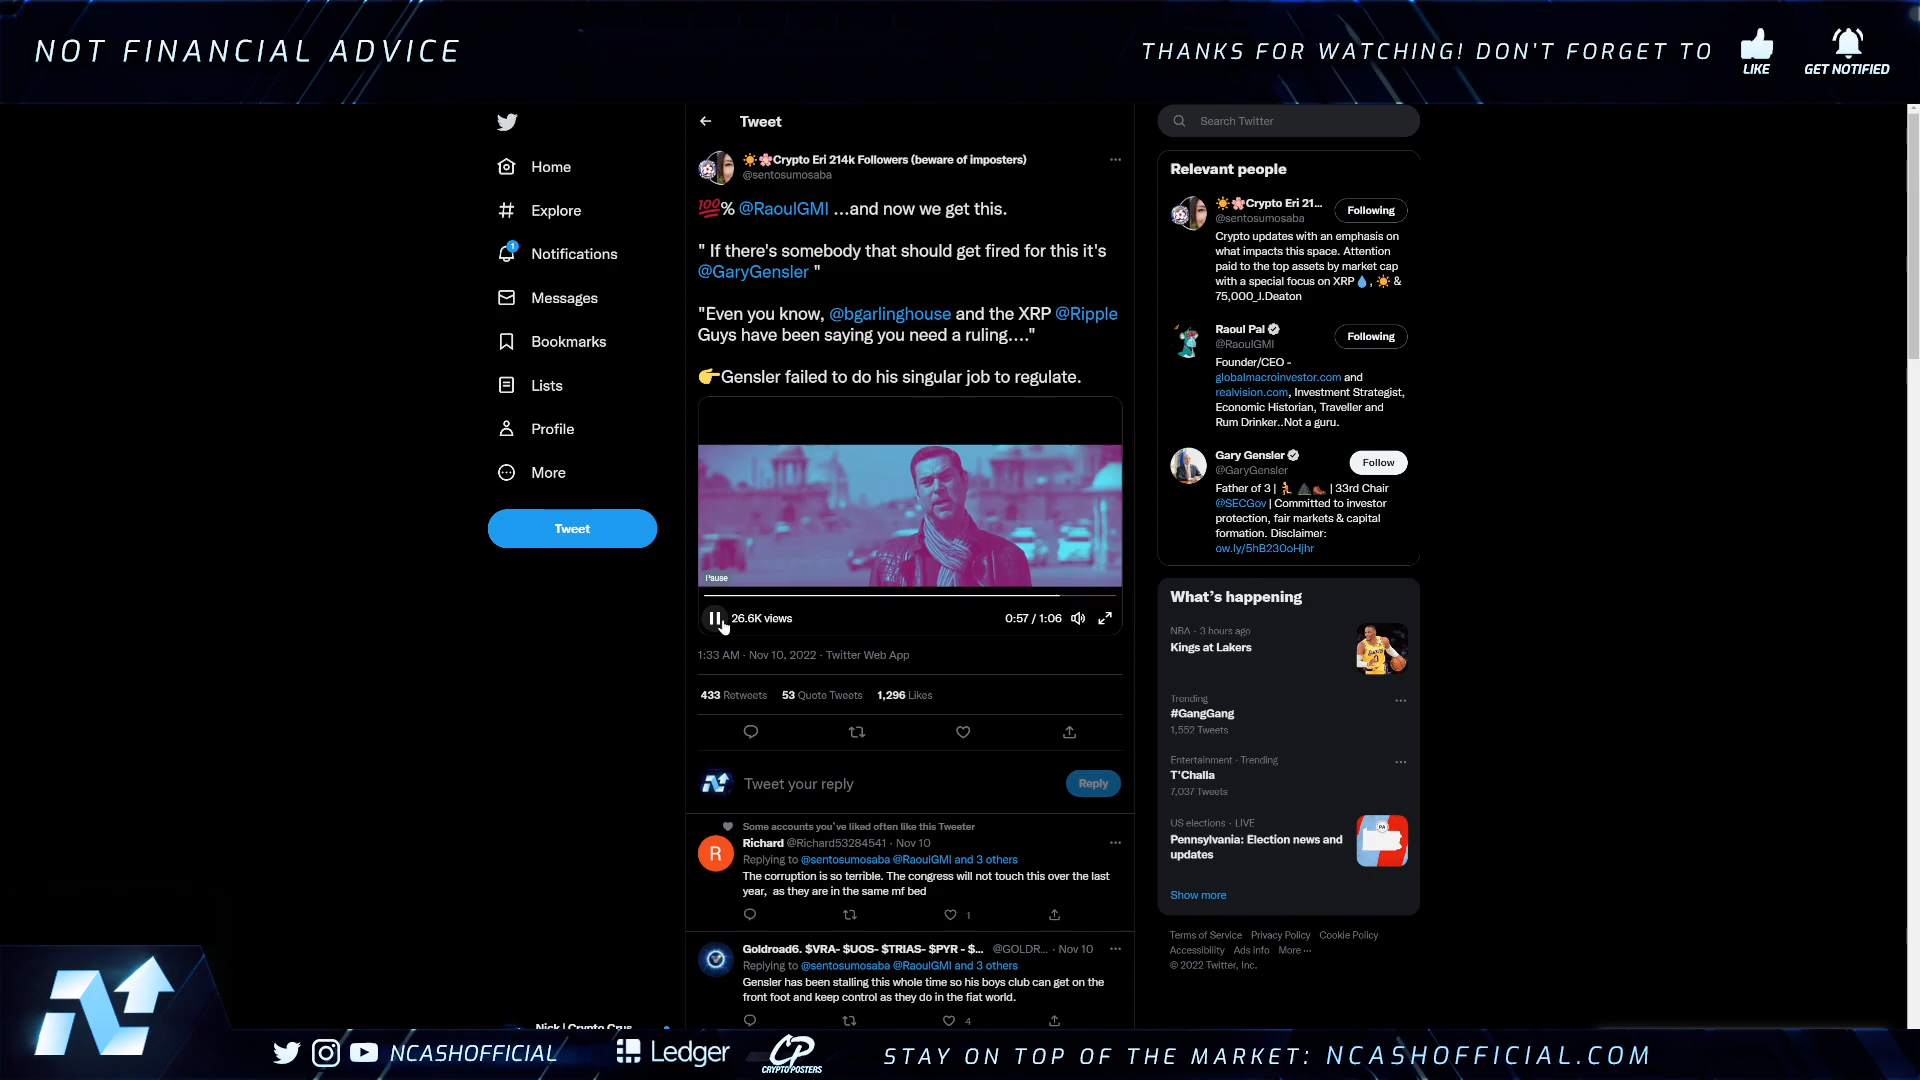 NOT FINANCIAL ADVICE
THANKS FOR WATCHING! DON'T FORGET TO
LIKE
GET NOTIFIED
Home
Explore
1
Notifications
Messages
Bookmarks
Lists
Profile
More
Tweet
Tweet
☀️🌸Crypto Eri 214k Followers (beware of imposters)
@sentosumosaba
💯% @RaoulGMI ...and now we get this.
" If there's somebody that should get fired for this it's
@GaryGensler "
"Even you know, @bgarlinghouse and the XRP @Ripple
Guys have been saying you need a ruling...."
👉Gensler failed to do his singular job to regulate.
Pause
26.6K views
0:57 / 1:06
1:33 AM · Nov 10, 2022 · Twitter Web App
433 Retweets 53 Quote Tweets 1,296 Likes
Tweet your reply
Reply
Some accounts you've liked often like this Tweeter
R
Richard @Richard53284541 · Nov 10
Replying to @sentosumosaba @RaoulGMI and 3 others
The corruption is so terrible. The congress will not touch this over the last
year, as they are in the same mf bed
1
Goldroad6. $VRA- $UOS- $TRIAS- $PYR - $... @GOLDR... · Nov 10
Replying to @sentosumosaba @RaoulGMI and 3 others
Gensler has been stalling this whole time so his boys club can get on the
front foot and keep control as they do in the fiat world.
4
Search Twitter
Relevant people
☀️🌸Crypto Eri 21...
@sentosumosaba
Following
Crypto updates with an emphasis on
what impacts this space. Attention
paid to the top assets by market cap
with a special focus on XRP💧, ☀️ &
75,000_J.Deaton
Raoul Pal
@RaoulGMI
Following
Founder/CEO -
globalmacroinvestor.com and
realvision.com, Investment Strategist,
Economic Historian, Traveller and
Rum Drinker..Not a guru.
Gary Gensler
@GaryGensler
Follow
Father of 3 | | 33rd Chair
@SECGov | Committed to investor
protection, fair markets & capital
formation. Disclaimer:
ow.ly/5hB230oHjhr
What's happening
NBA · 3 hours ago
Kings at Lakers
Trending
#GangGang
1,552 Tweets
Entertainment · Trending
T'Challa
7,037 Tweets
US elections · LIVE
Pennsylvania: Election news and
updates
PA
Show more
Terms of Service Privacy Policy Cookie Policy
Accessibility Ads info More ···
© 2022 Twitter, Inc.
Nick | Crypto Crus
NCASHOFFICIAL
Ledger
CP
CRYPTOPOSTERS
STAY ON TOP OF THE MARKET: NCASHOFFICIAL.COM